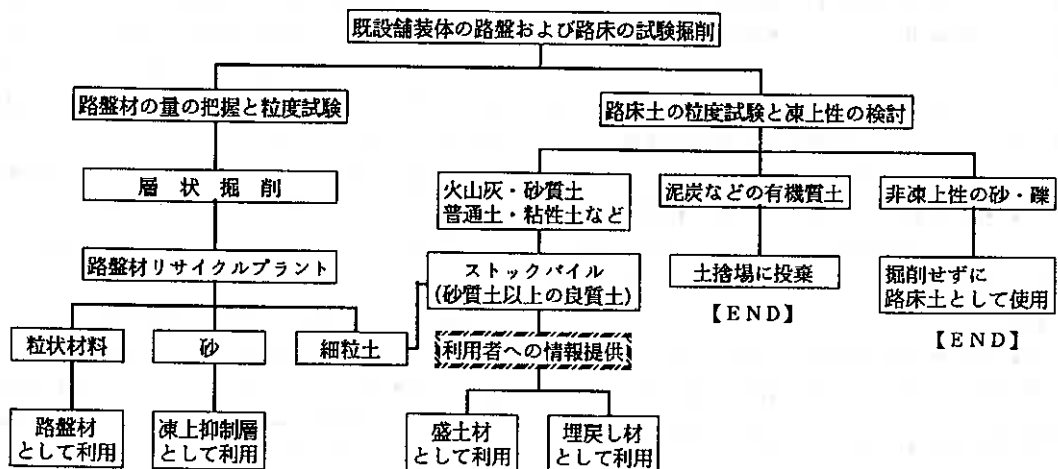 既設舗装体の路盤および路床の試験掘削
路盤材の量の把握と粒度試験
路床土の粒度試験と凍上性の検討
層状掘削
火山灰・砂質土
普通土・粘性土など
泥炭などの有機質土
非凍上性の砂・礫
路盤材リサイクルプラント
ストックパイル
(砂質土以上の良質土)
土捨場に投棄
掘削せずに
路床土として使用
【END】
【END】
粒状材料
砂
細粒土
利用者への情報提供
路盤材
として利用
凍上抑制層
として利用
盛土材
として利用
埋戻し材
として利用